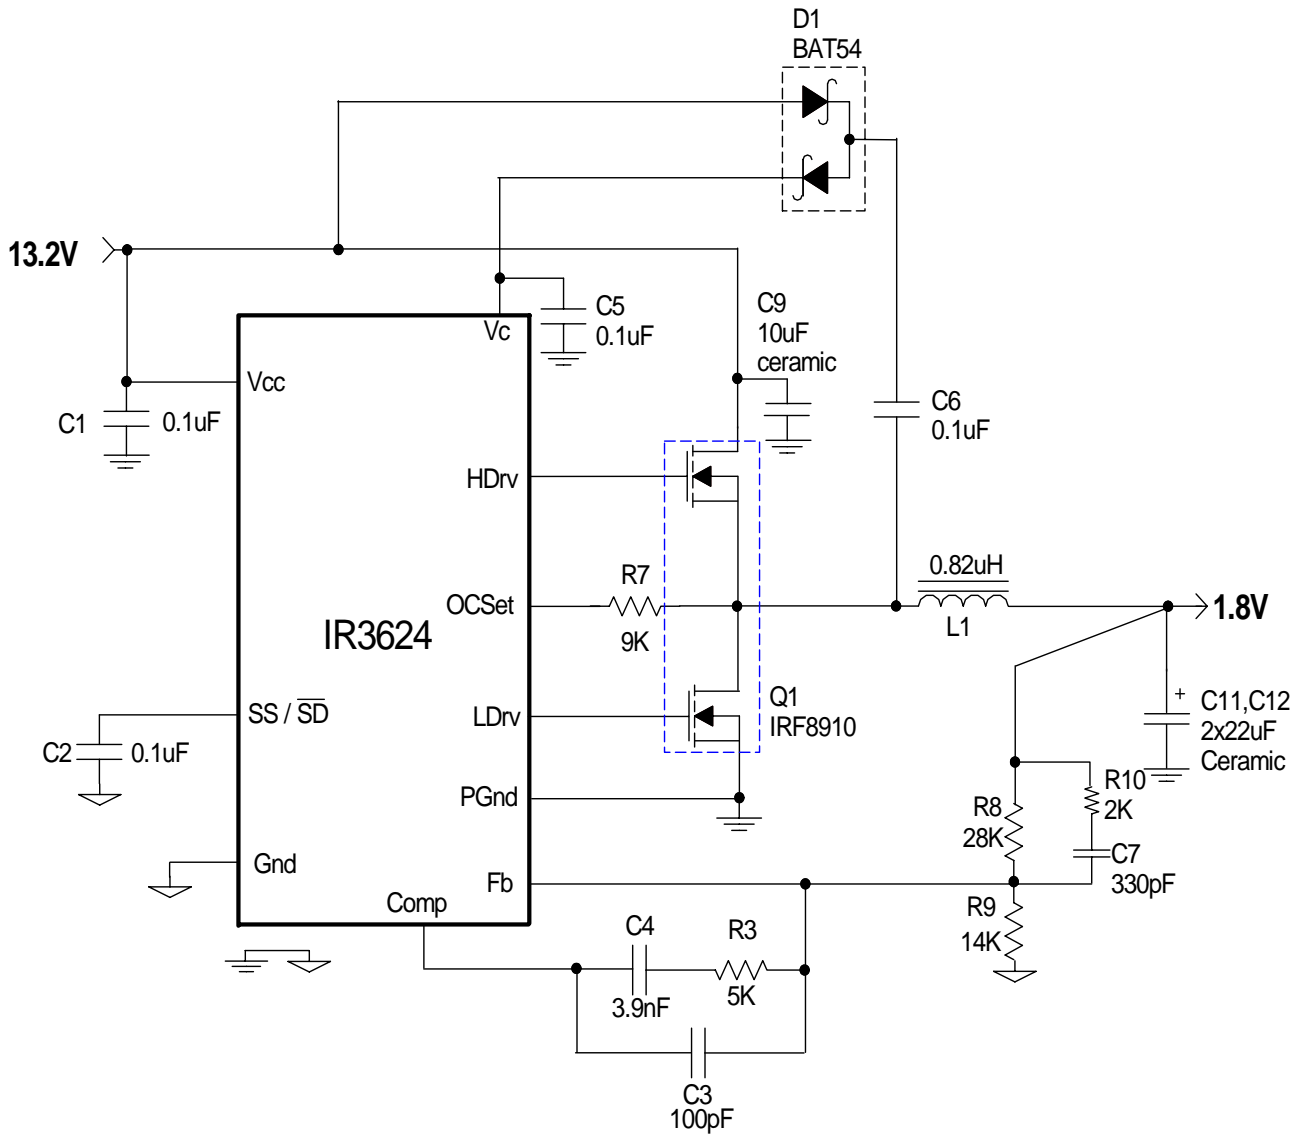 D1
BAT54
13.2V
Vc
C5
0.1uF
C9
10uF
ceramic
Vcc
C1
0.1uF
C6
0.1uF
HDrv
R7
9K
OCSet
IR3624
0.82uH
L1
1.8V
SS / SD
C2
0.1uF
LDrv
Q1
IRF8910
C11,C12
2x22uF
Ceramic
+
PGnd
R8
28K
R10
2K
C7
330pF
Gnd
Fb
Comp
R9
14K
C4
3.9nF
R3
5K
C3
100pF